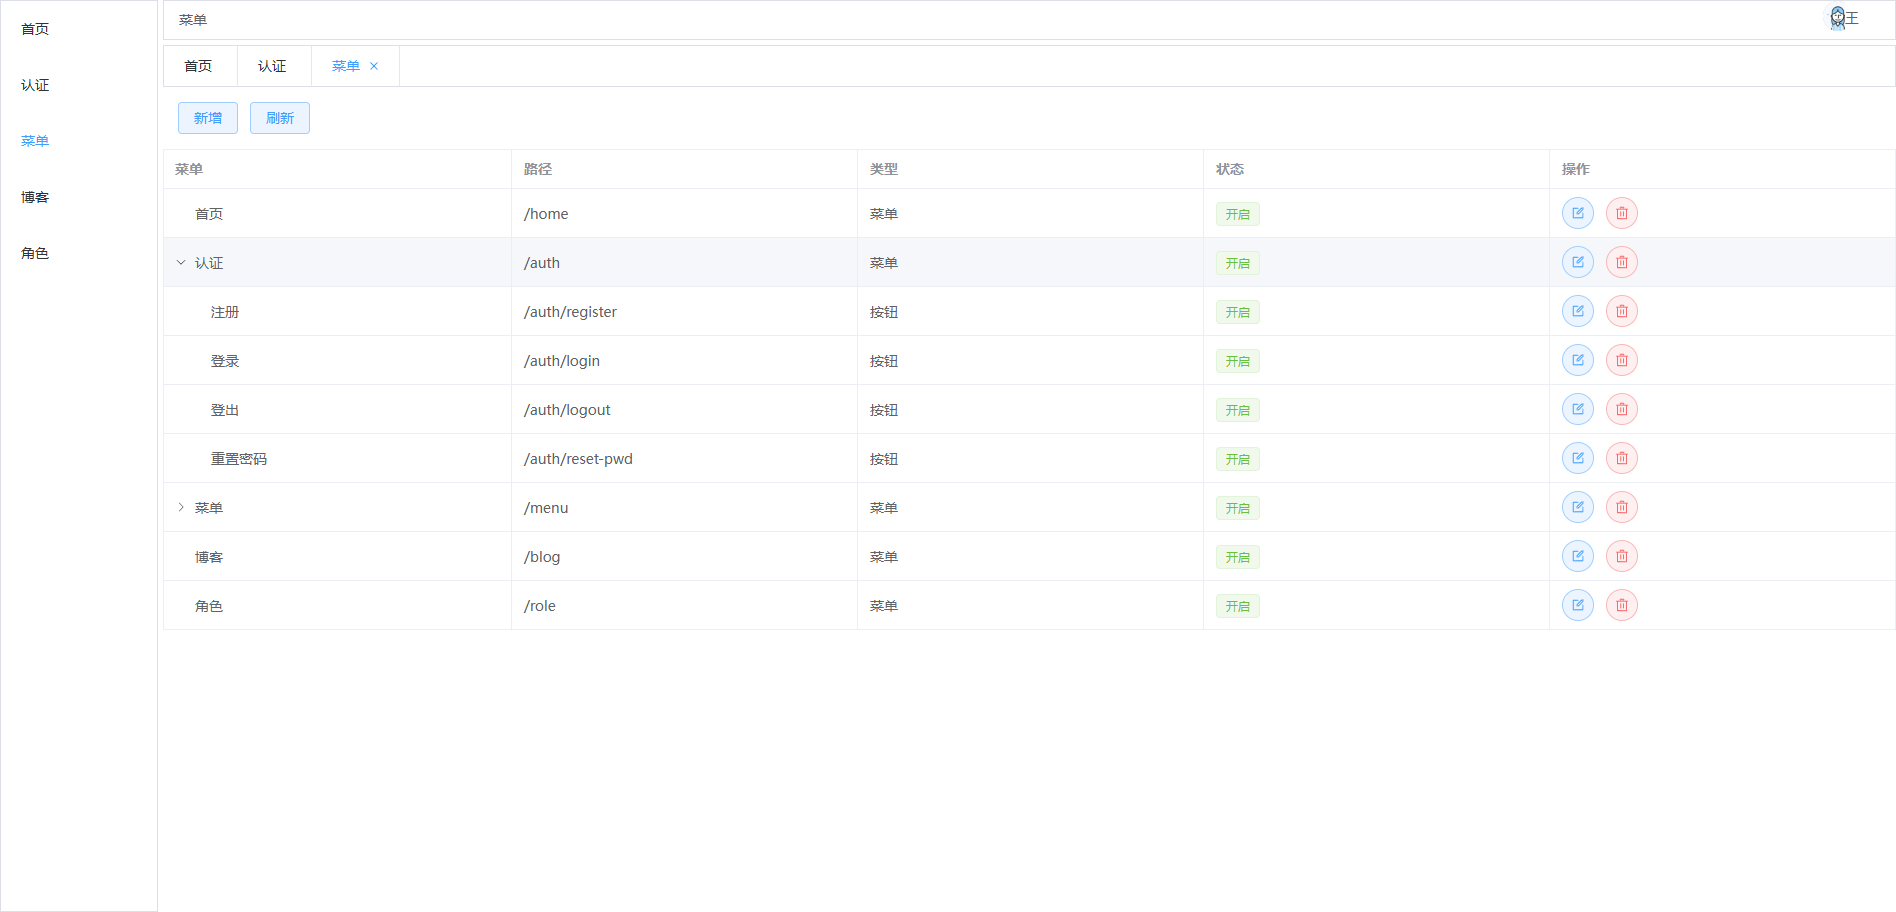 首页
认证
菜单
博客
角色
菜单
王
首页 认证 菜单
新增 刷新
菜单 路径 类型 状态 操作
首页 /home 菜单 开启
认证 /auth 菜单 开启
注册 /auth/register 按钮 开启
登录 /auth/login 按钮 开启
登出 /auth/logout 按钮 开启
重置密码 /auth/reset-pwd 按钮 开启
菜单 /menu 菜单 开启
博客 /blog 菜单 开启
角色 /role 菜单 开启